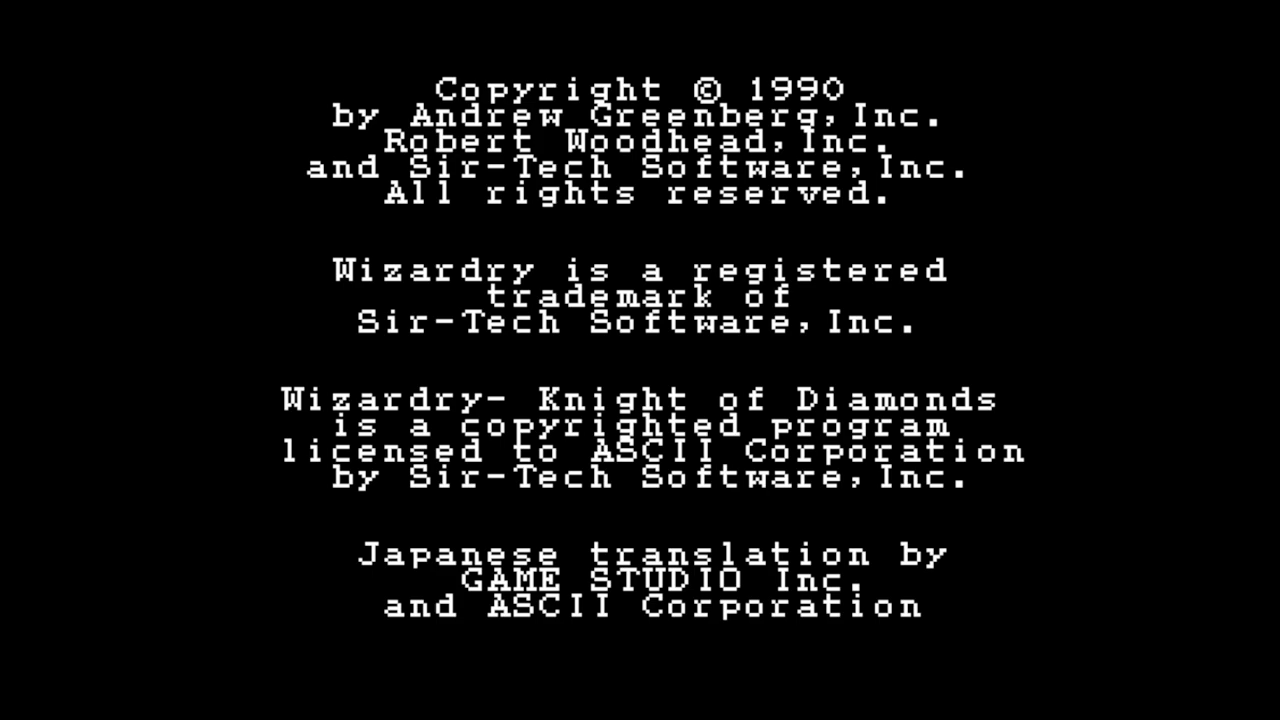 Copyright © 1990
by Andrew Greenberg,Inc.
Robert Woodhead,Inc.
and Sir-Tech Software,Inc.
All rights reserved.
Wizardry is a registered
trademark of
Sir-Tech Software,Inc.
Wizardry- Knight of Diamonds
is a copyrighted program
licensed to ASCII Corporation
by Sir-Tech Software,Inc.
Japanese translation by
GAME STUDIO Inc.
and ASCII Corporation